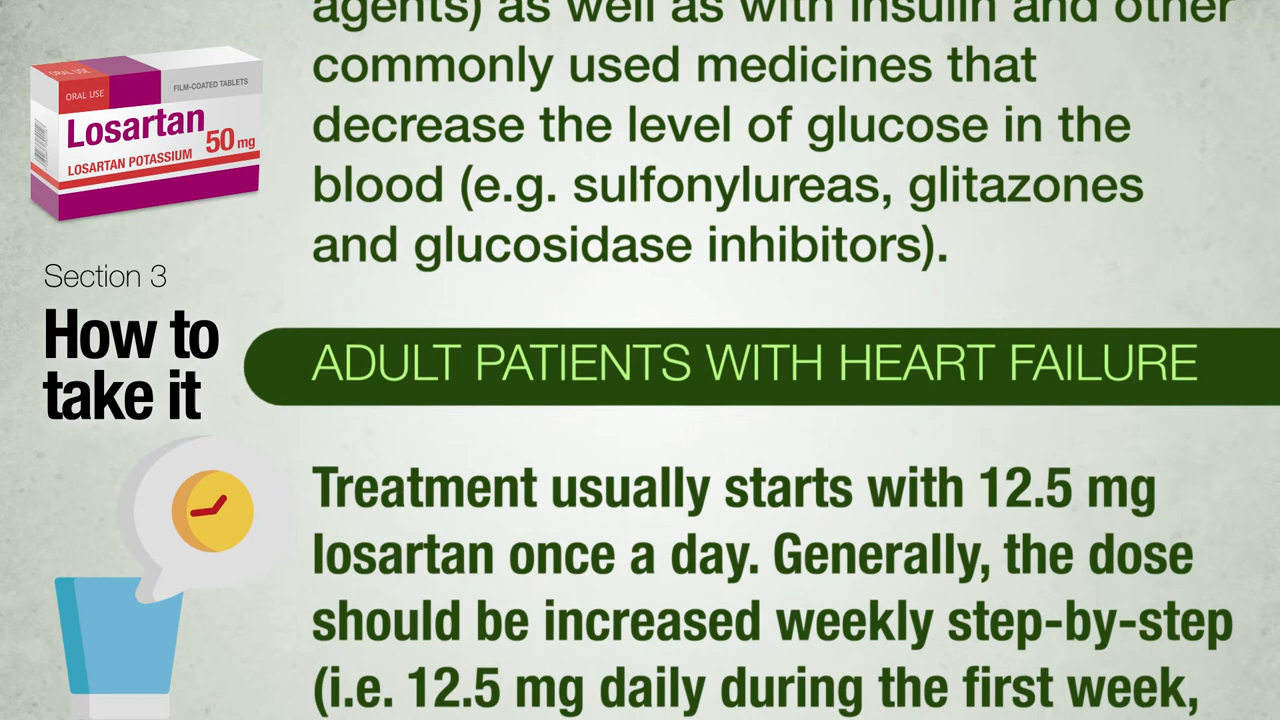 agents) as well as with insulin and other
commonly used medicines that
decrease the level of glucose in the
blood (e.g. sulfonylureas, glitazones
and glucosidase inhibitors).
ORAL USE
ORAL USE
FILM-COATED TABLETS
Losartan
50 mg
LOSARTAN POTASSIUM
Section 3
How to
take it
ADULT PATIENTS WITH HEART FAILURE
Treatment usually starts with 12.5 mg
losartan once a day. Generally, the dose
should be increased weekly step-by-step
(i.e. 12.5 mg daily during the first week,